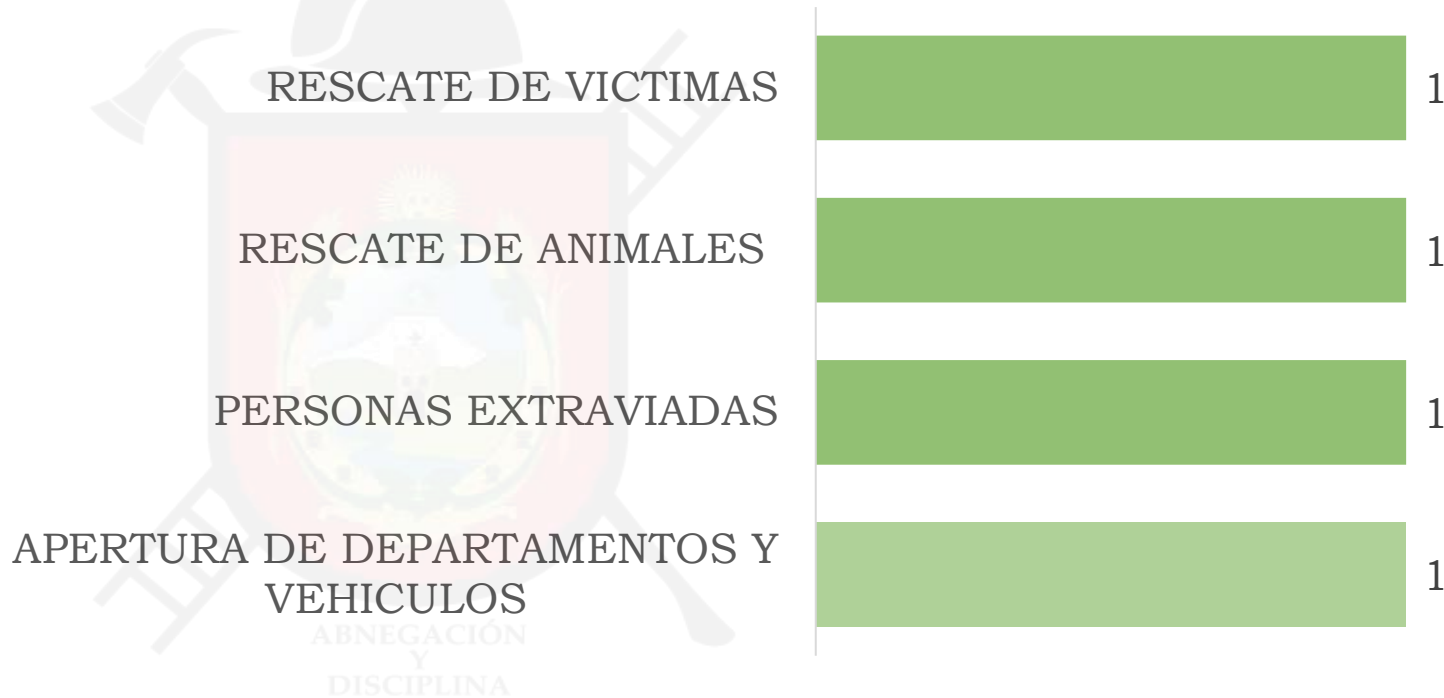 RESCATE DE VICTIMAS 1
RESCATE DE ANIMALES 1
PERSONAS EXTRAVIADAS 1
APERTURA DE DEPARTAMENTOS Y
VEHICULOS 1
ABNEGACIÓN
Y
DISCIPLINA